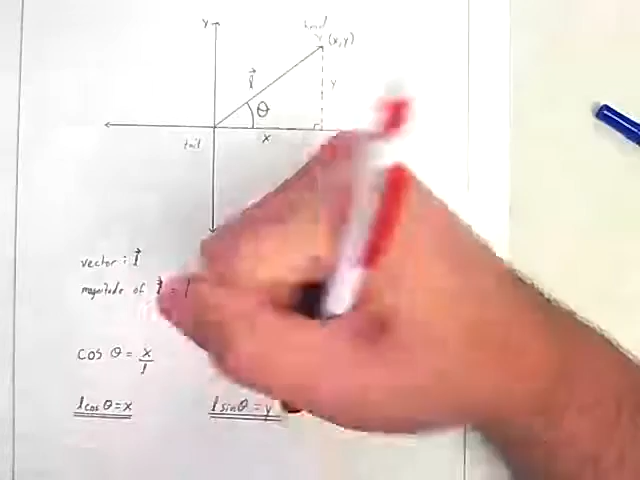 y
head
(x,y)
l⃗
y
θ
tail
x
vector: l⃗
magnitude of l⃗ = l
cos θ = x/l
l cos θ = x
l sin θ = y